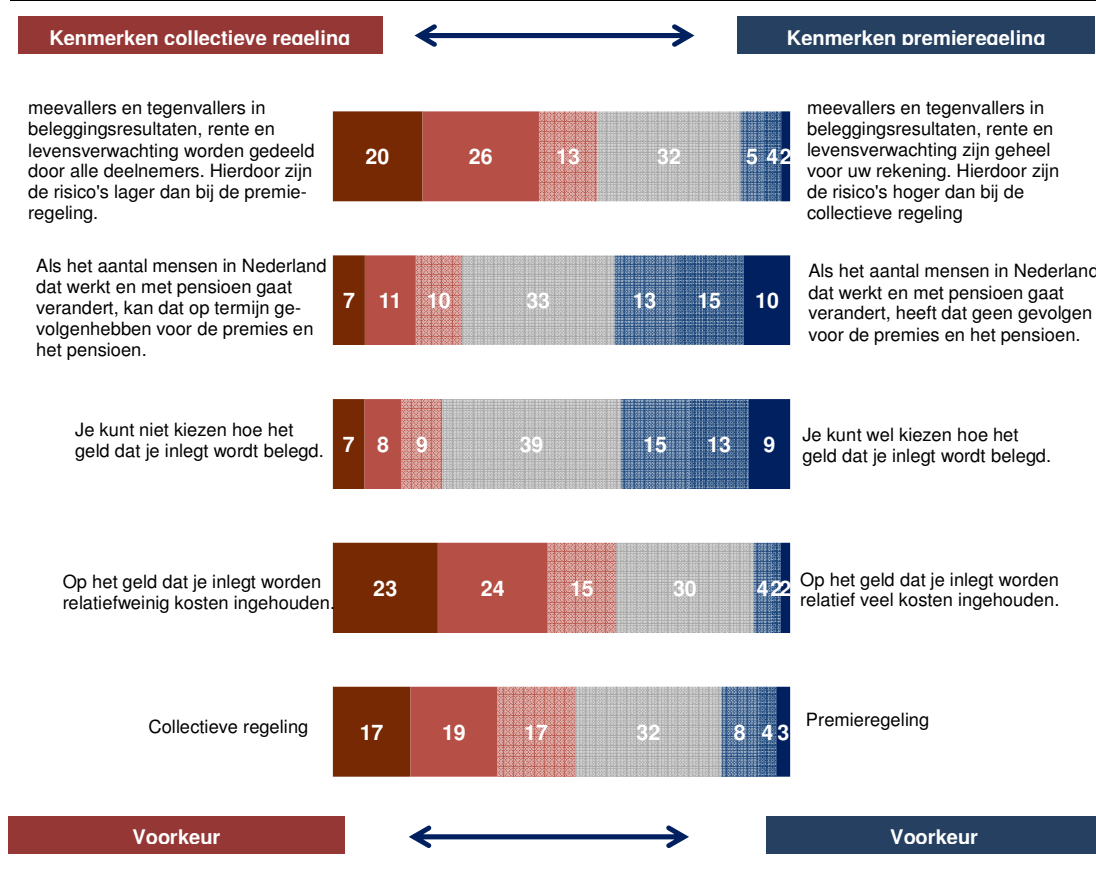 Kenmerken collectieve regeling
Kenmerken premieregeling
meevallers en tegenvallers in
beleggingsresultaten, rente en
levensverwachting worden gedeeld
door alle deelnemers. Hierdoor zijn
de risico's lager dan bij de premie-
regeling.
20 26 13 32 5 4 2
meevallers en tegenvallers in
beleggingsresultaten, rente en
levensverwachting zijn geheel
voor uw rekening. Hierdoor zijn
de risico's hoger dan bij de
collectieve regeling
Als het aantal mensen in Nederland
dat werkt en met pensioen gaat
verandert, kan dat op termijn ge-
volgenhebben voor de premies en
het pensioen.
7 11 10 33 13 15 10
Als het aantal mensen in Nederland
dat werkt en met pensioen gaat
verandert, heeft dat geen gevolgen
voor de premies en het pensioen.
Je kunt niet kiezen hoe het
geld dat je inlegt wordt belegd.
7 8 9 39 15 13 9
Je kunt wel kiezen hoe het
geld dat je inlegt wordt belegd.
Op het geld dat je inlegt worden
relatiefweinig kosten ingehouden.
23 24 15 30 4 2 2
Op het geld dat je inlegt worden
relatief veel kosten ingehouden.
Collectieve regeling
17 19 17 32 8 4 3
Premieregeling
Voorkeur
Voorkeur